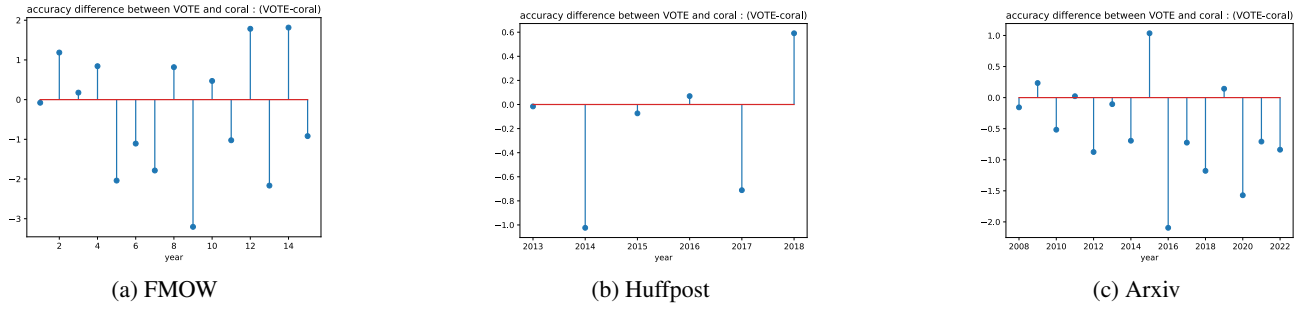 accuracy difference between VOTE and coral : (VOTE-coral)
2
1
0
−1
−2
−3
2 4 6 8 10 12 14
year
(a) FMOW
accuracy difference between VOTE and coral : (VOTE-coral)
0.6
0.4
0.2
0.0
−0.2
−0.4
−0.6
−0.8
−1.0
2013 2014 2015 2016 2017 2018
year
(b) Huffpost
accuracy difference between VOTE and coral : (VOTE-coral)
1.0
0.5
0.0
−0.5
−1.0
−1.5
−2.0
2008 2010 2012 2014 2016 2018 2020 2022
year
(c) Arxiv